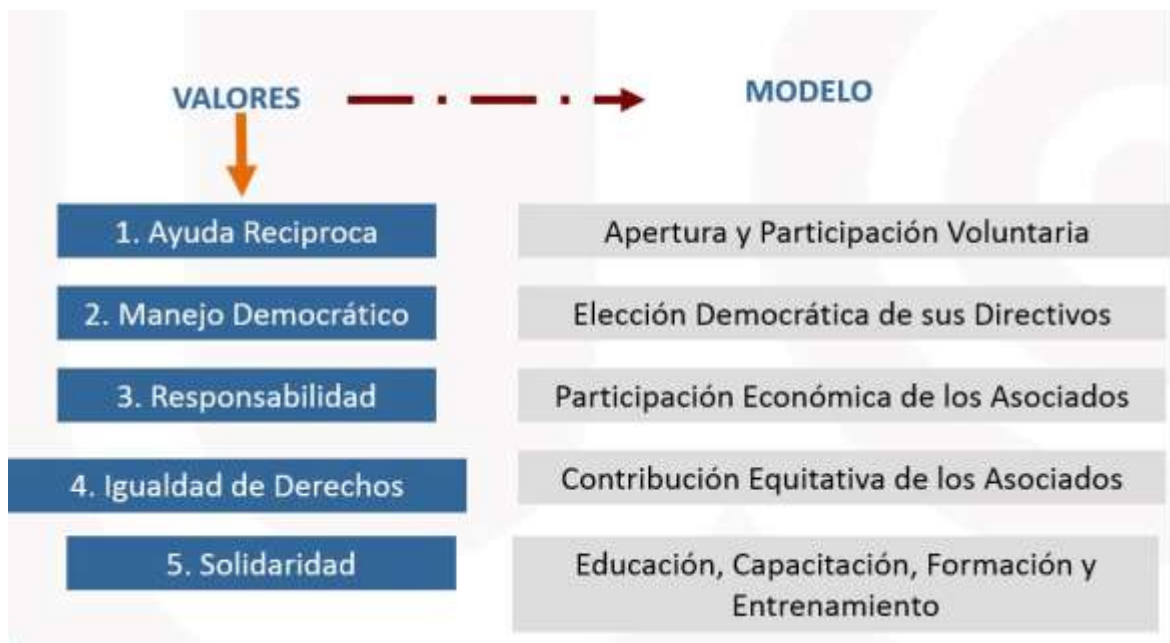 VALORES
MODELO
1. Ayuda Reciproca
Apertura y Participación Voluntaria
2. Manejo Democrático
Elección Democrática de sus Directivos
3. Responsabilidad
Participación Económica de los Asociados
4. Igualdad de Derechos
Contribución Equitativa de los Asociados
5. Solidaridad
Educación, Capacitación, Formación y
Entrenamiento